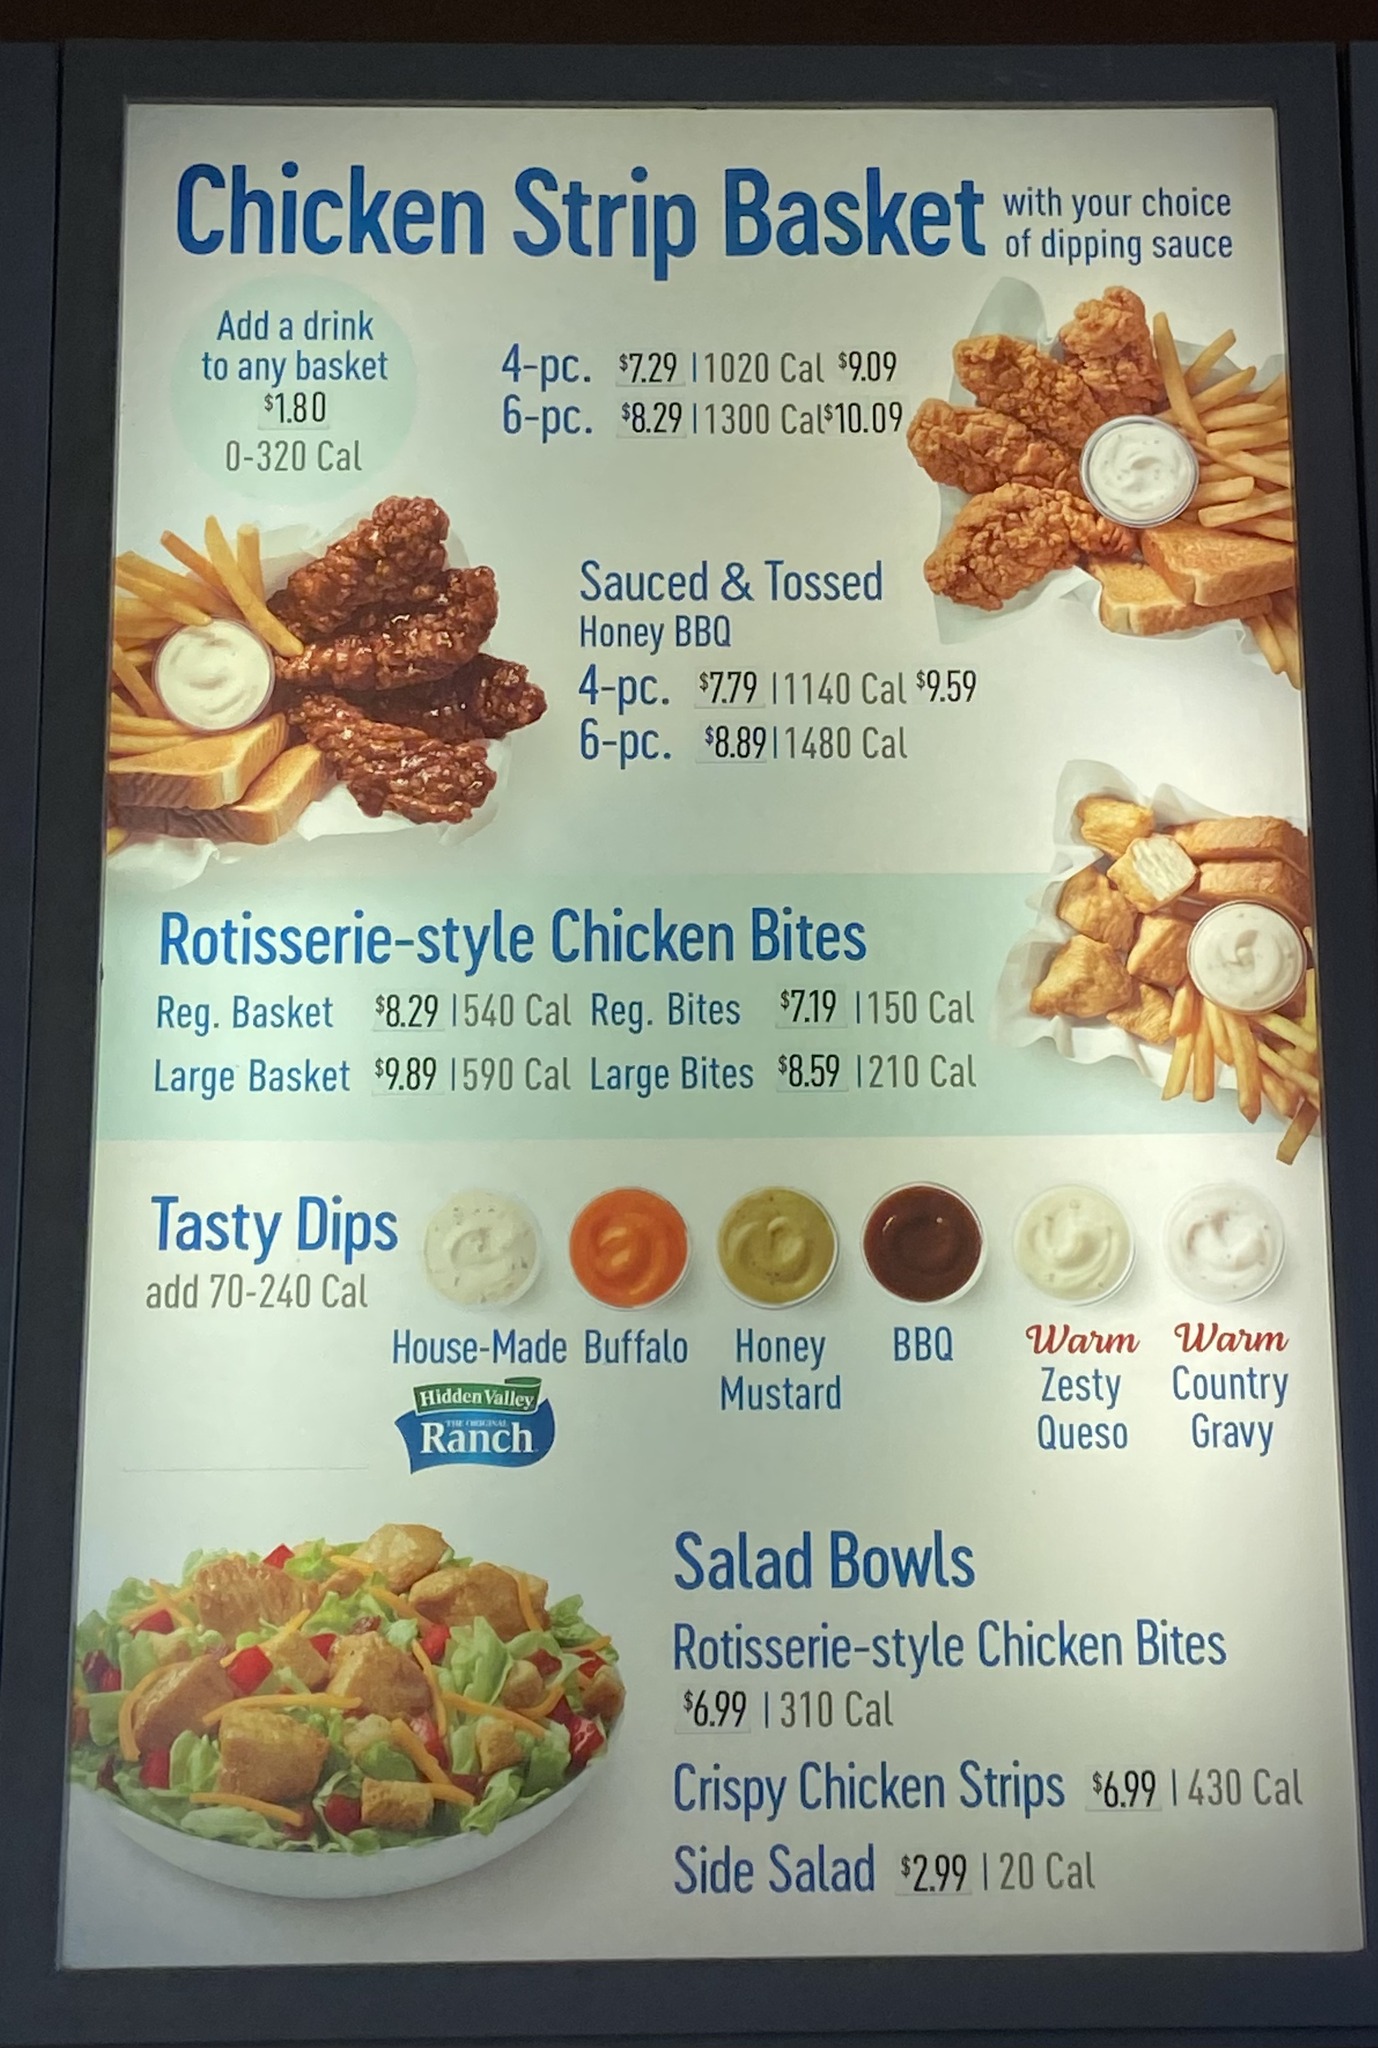 Chicken Strip Basket with your choice
of dipping sauce
Add a drink
to any basket
$1.80
0-320 Cal
4-pc. $7.29 | 1020 Cal $9.09
6-pc. $8.29 | 1300 Cal $10.09
Sauced & Tossed
Honey BBQ
4-pc. $7.79 | 1140 Cal $9.59
6-pc. $8.89 | 1480 Cal
Rotisserie-style Chicken Bites
Reg. Basket $8.29 | 540 Cal Reg. Bites $7.19 | 150 Cal
Large Basket $9.89 | 590 Cal Large Bites $8.59 | 210 Cal
Tasty Dips
add 70-240 Cal
House-Made
Hidden Valley
THE ORIGINAL
Ranch
Buffalo
Honey
Mustard
BBQ
Warm
Zesty
Queso
Warm
Country
Gravy
Salad Bowls
Rotisserie-style Chicken Bites
$6.99 | 310 Cal
Crispy Chicken Strips $6.99 | 430 Cal
Side Salad $2.99 | 20 Cal